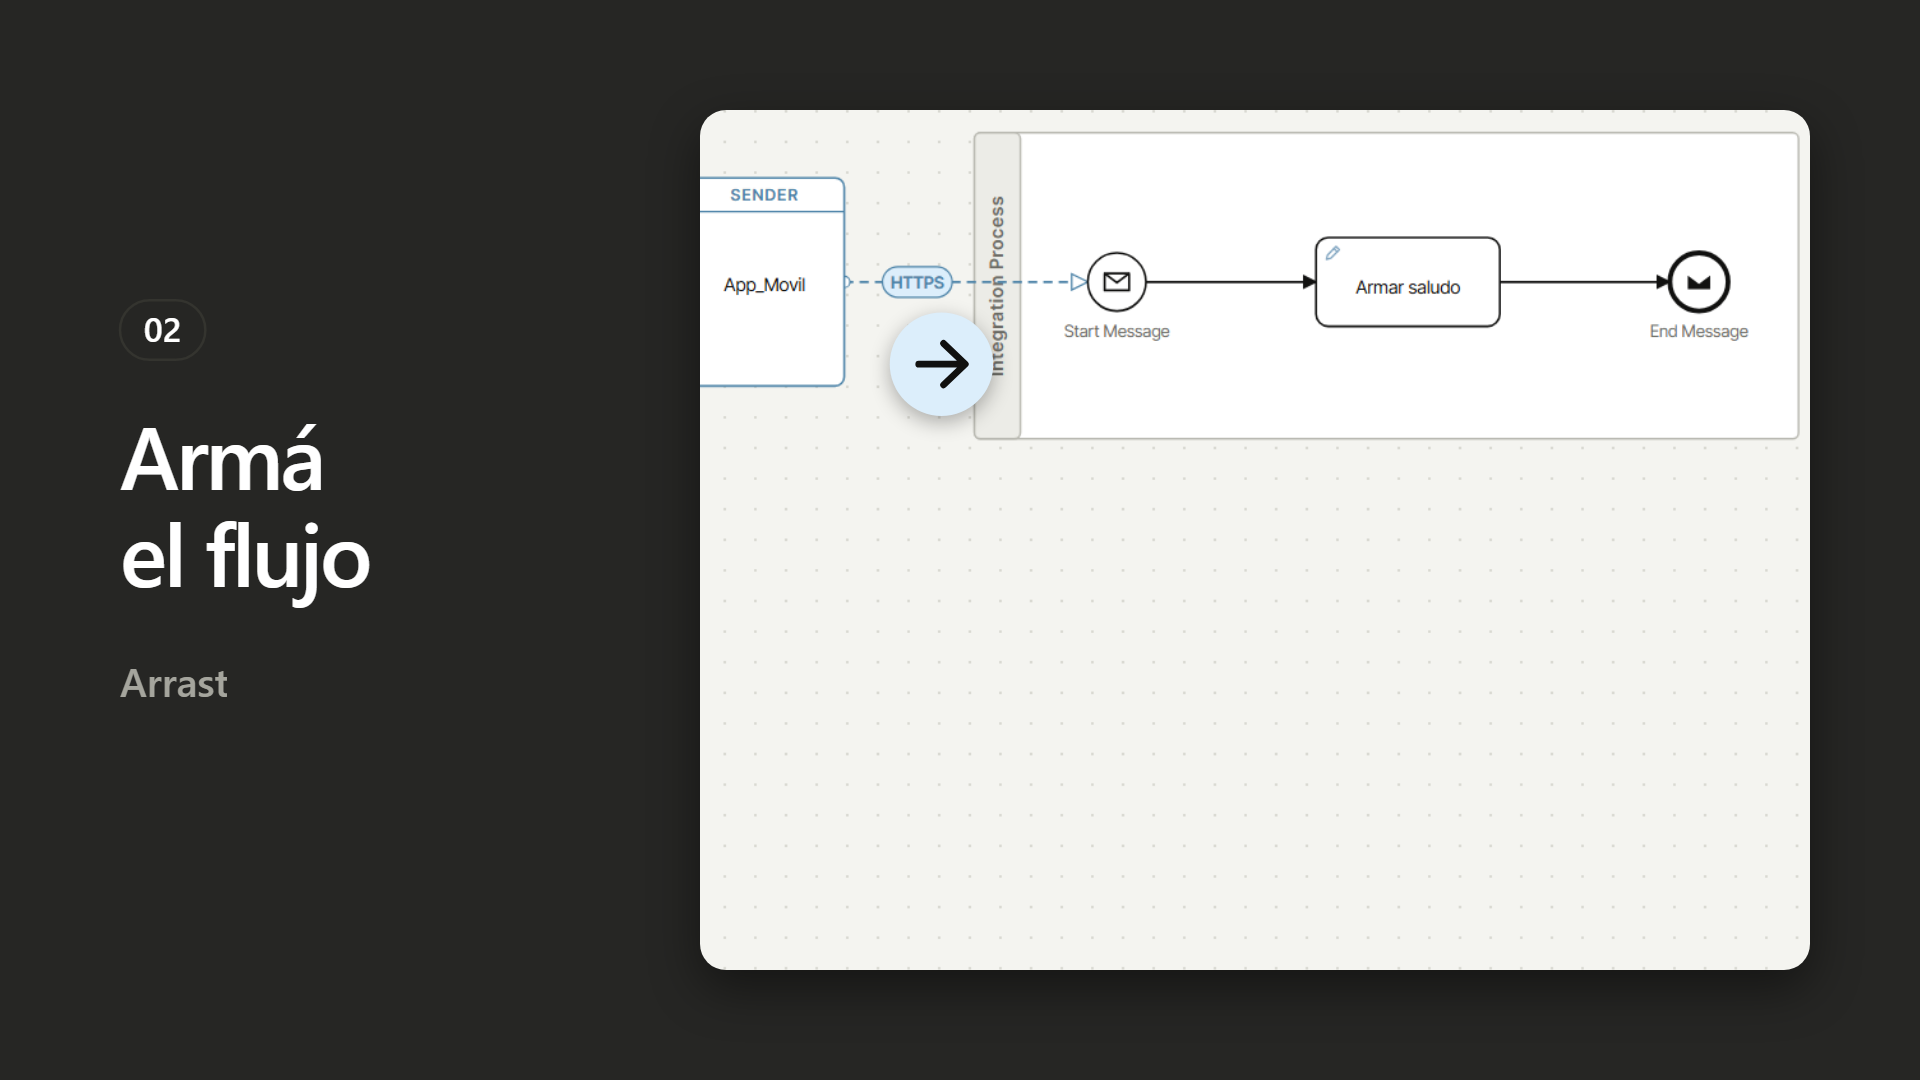 02
Armá
el flujo
Arrast
SENDER
App_Movil
HTTPS
Integration Process
Start Message
Armar saludo
End Message